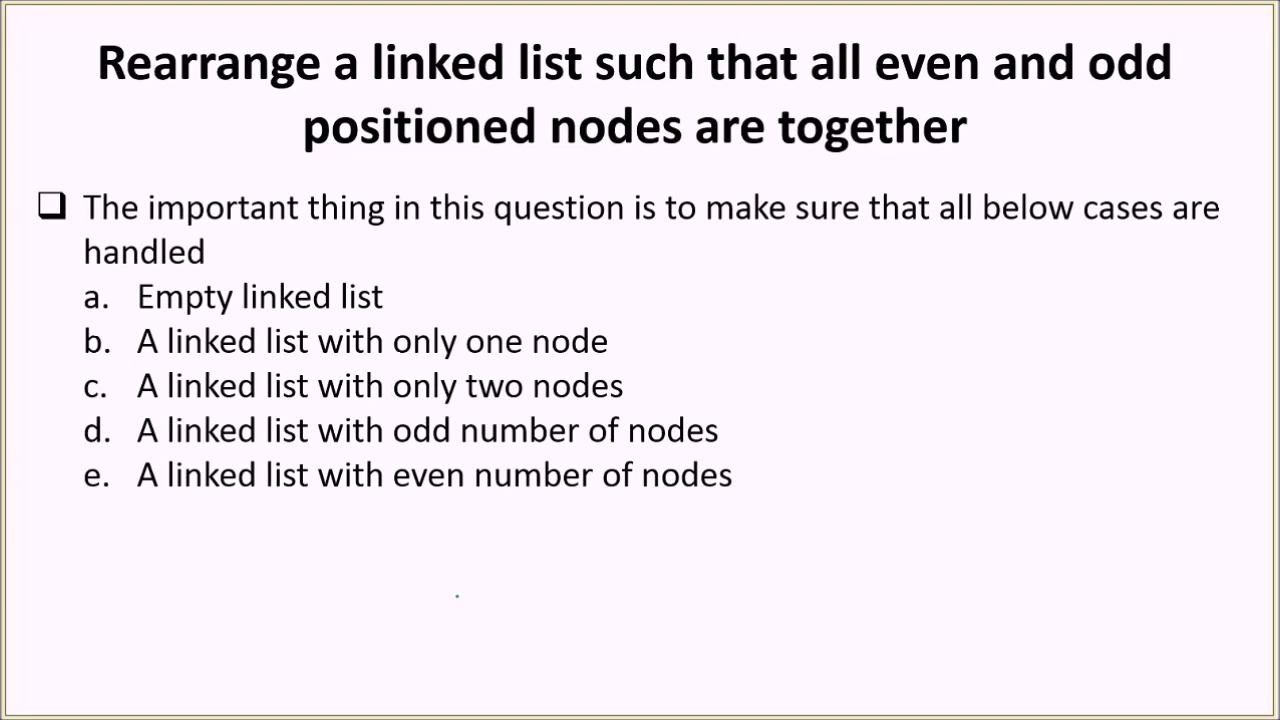 Rearrange a linked list such that all even and odd
positioned nodes are together
❑ The important thing in this question is to make sure that all below cases are
handled
a. Empty linked list
b. A linked list with only one node
c. A linked list with only two nodes
d. A linked list with odd number of nodes
e. A linked list with even number of nodes